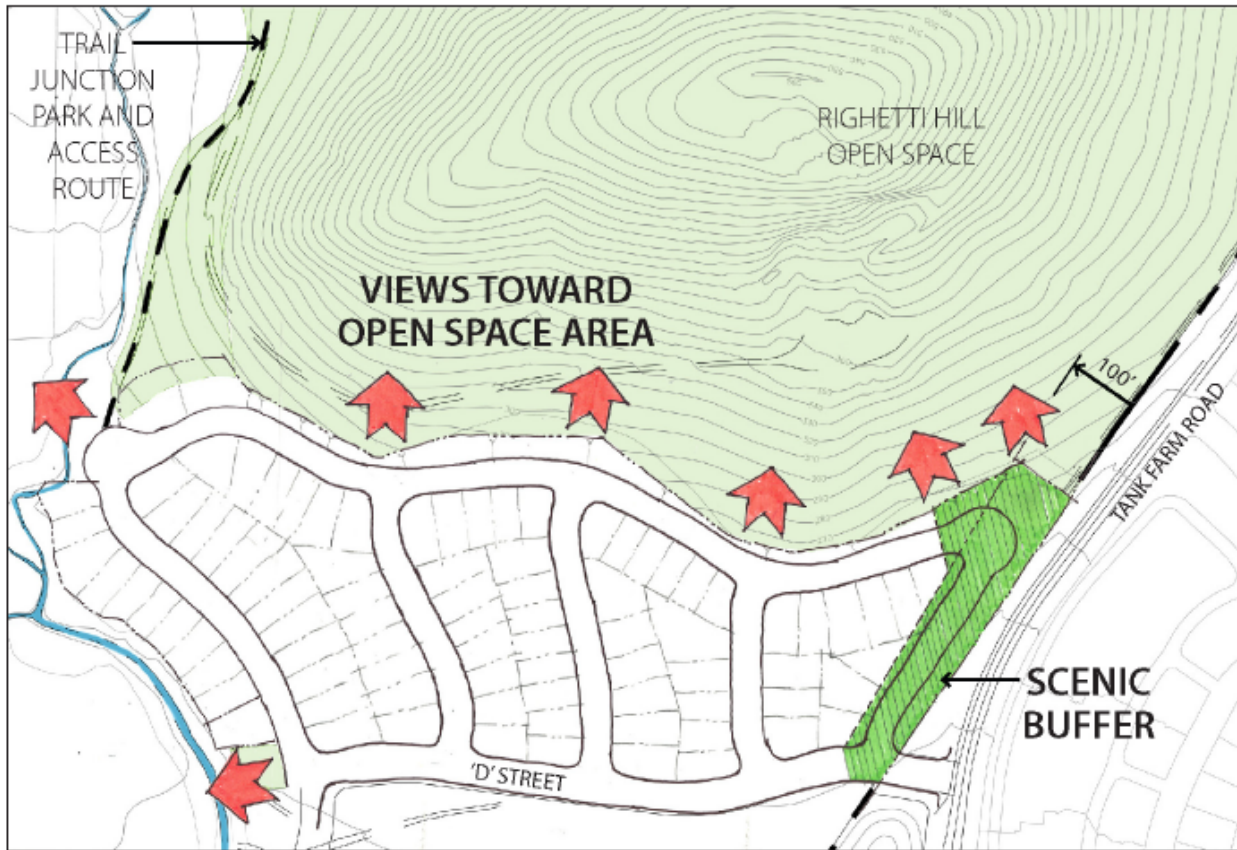 TRAIL
JUNCTION
PARK AND
ACCESS
ROUTE
RIGHETTI HILL
OPEN SPACE
VIEWS TOWARD
OPEN SPACE AREA
100'
TANK FARM ROAD
SCENIC
BUFFER
'D' STREET